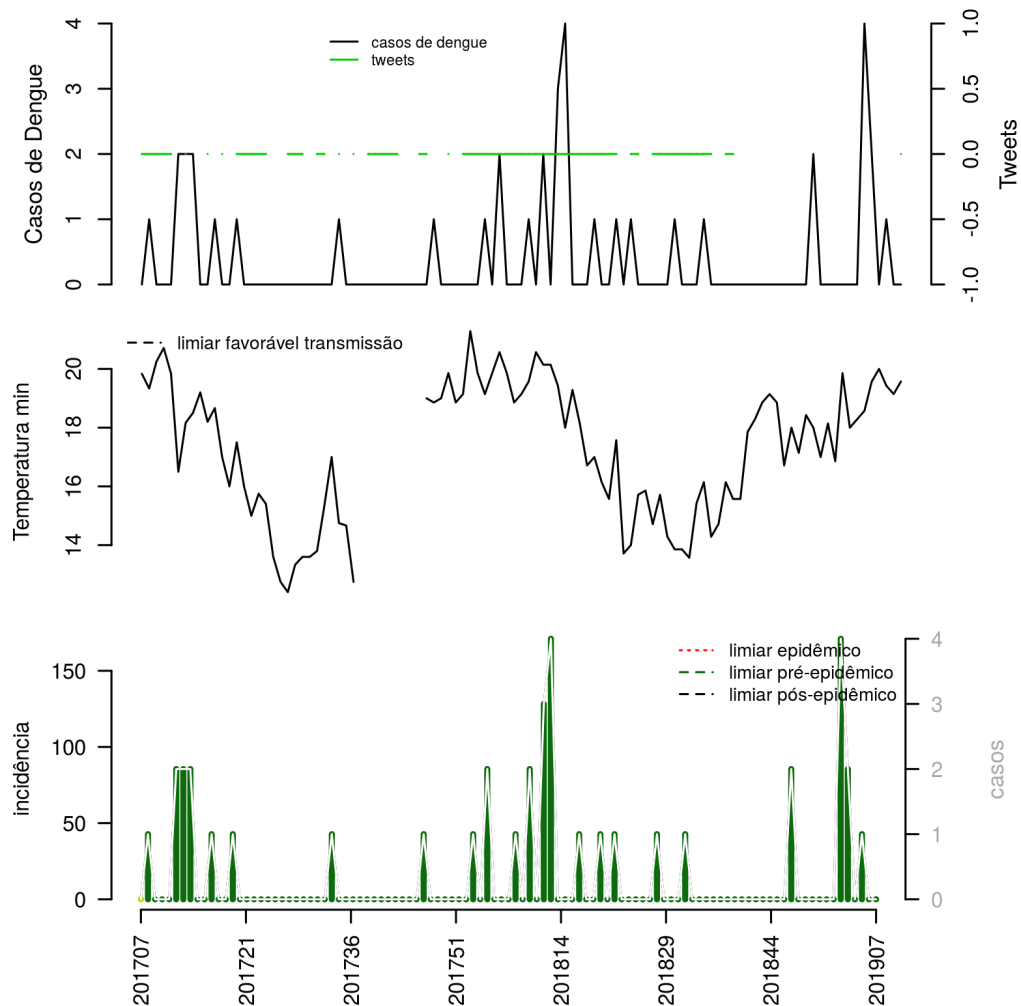 4
3
2
1
0
Casos de Dengue
casos de dengue
tweets
1.0
0.5
0.0
-0.5
-1.0
Tweets
limiar favorável transmissão
20
18
16
14
Temperatura min
limiar epidêmico
limiar pré-epidêmico
limiar pós-epidêmico
150
100
50
0
incidência
4
3
2
1
0
casos
201707
201721
201736
201751
201814
201829
201844
201907